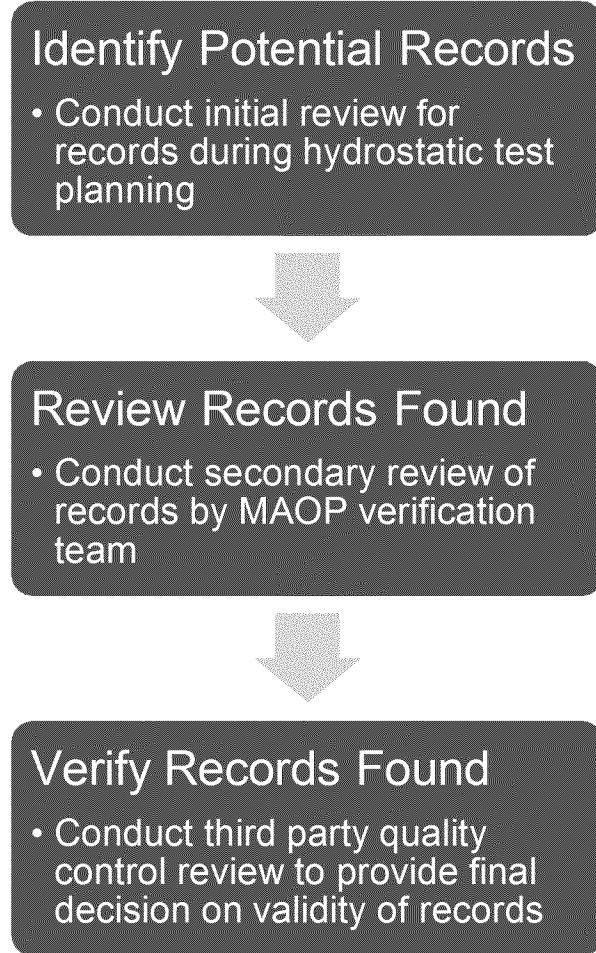 Identify Potential Records
• Conduct initial review for
records during hydrostatic test
planning
Review Records Found
• Conduct secondary review of
records by MAOP verification
team
Verify Records Found
• Conduct third party quality
control review to provide final
decision on validity of records